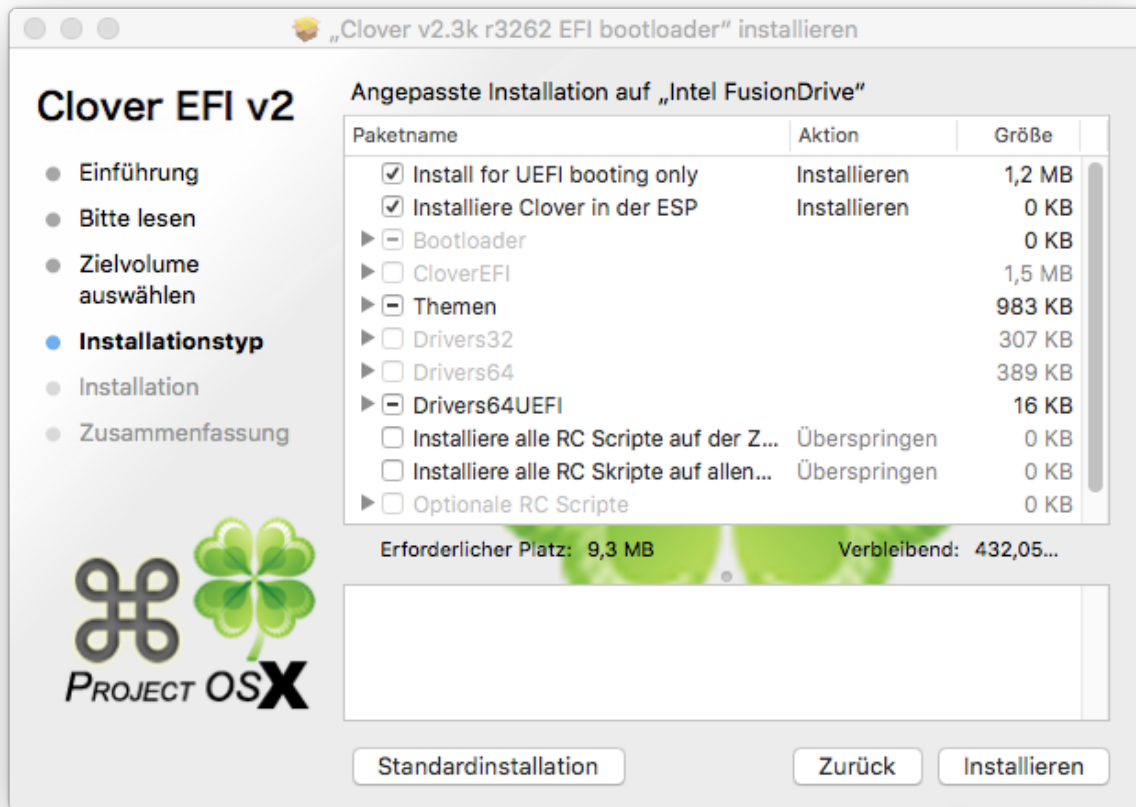 „Clover v2.3k r3262 EFI bootloader“ installieren
Clover EFI v2
Einführung
Bitte lesen
Zielvolume
auswählen
Installationstyp
Installation
Zusammenfassung
Angepasste Installation auf „Intel FusionDrive“
Paketname Aktion Größe
Install for UEFI booting only Installieren 1,2 MB
Installiere Clover in der ESP Installieren 0 KB
Bootloader 0 KB
CloverEFI 1,5 MB
Themen 983 KB
Drivers32 307 KB
Drivers64 389 KB
Drivers64UEFI 16 KB
Installiere alle RC Scripte auf der Z... Überspringen 0 KB
Installiere alle RC Skripte auf allen... Überspringen 0 KB
Optionale RC Scripte 0 KB
Erforderlicher Platz: 9,3 MB Verbleibend: 432,05...
PROJECT OSX
Standardinstallation Zurück Installieren